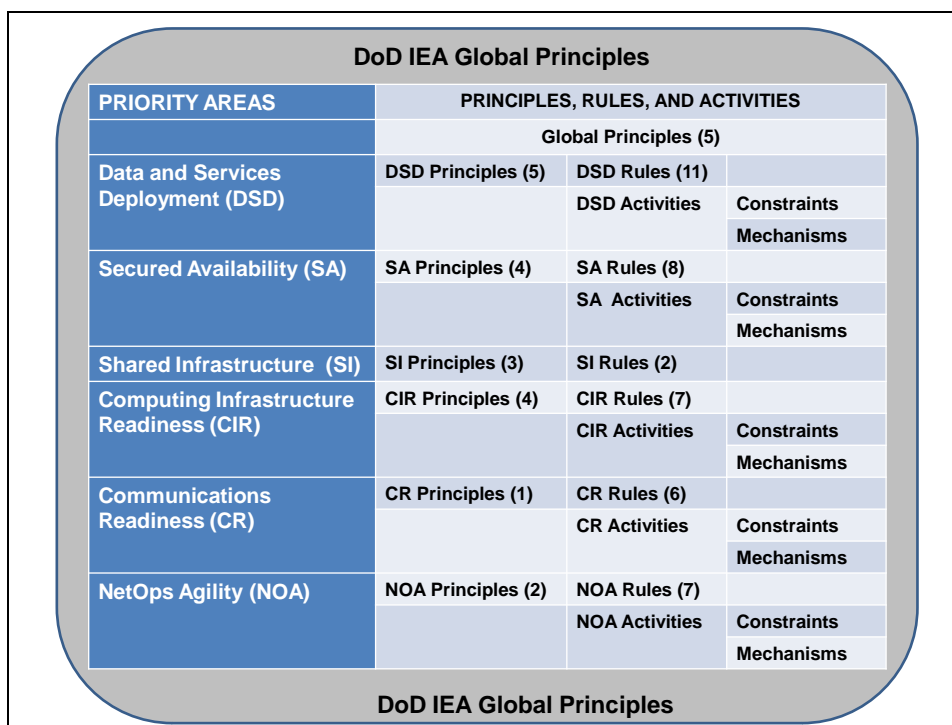 DoD IEA Global Principles
PRIORITY AREAS PRINCIPLES, RULES, AND ACTIVITIES
Global Principles (5)
Data and Services DSD Principles (5) DSD Rules (11)
Deployment (DSD) DSD Activities Constraints
Mechanisms
Secured Availability (SA) SA Principles (4) SA Rules (8)
SA Activities Constraints
Mechanisms
Shared Infrastructure (SI) SI Principles (3) SI Rules (2)
Computing Infrastructure CIR Principles (4) CIR Rules (7)
Readiness (CIR) CIR Activities Constraints
Mechanisms
Communications CR Principles (1) CR Rules (6)
Readiness (CR) CR Activities Constraints
Mechanisms
NetOps Agility (NOA) NOA Principles (2) NOA Rules (7)
NOA Activities Constraints
Mechanisms
DoD IEA Global Principles